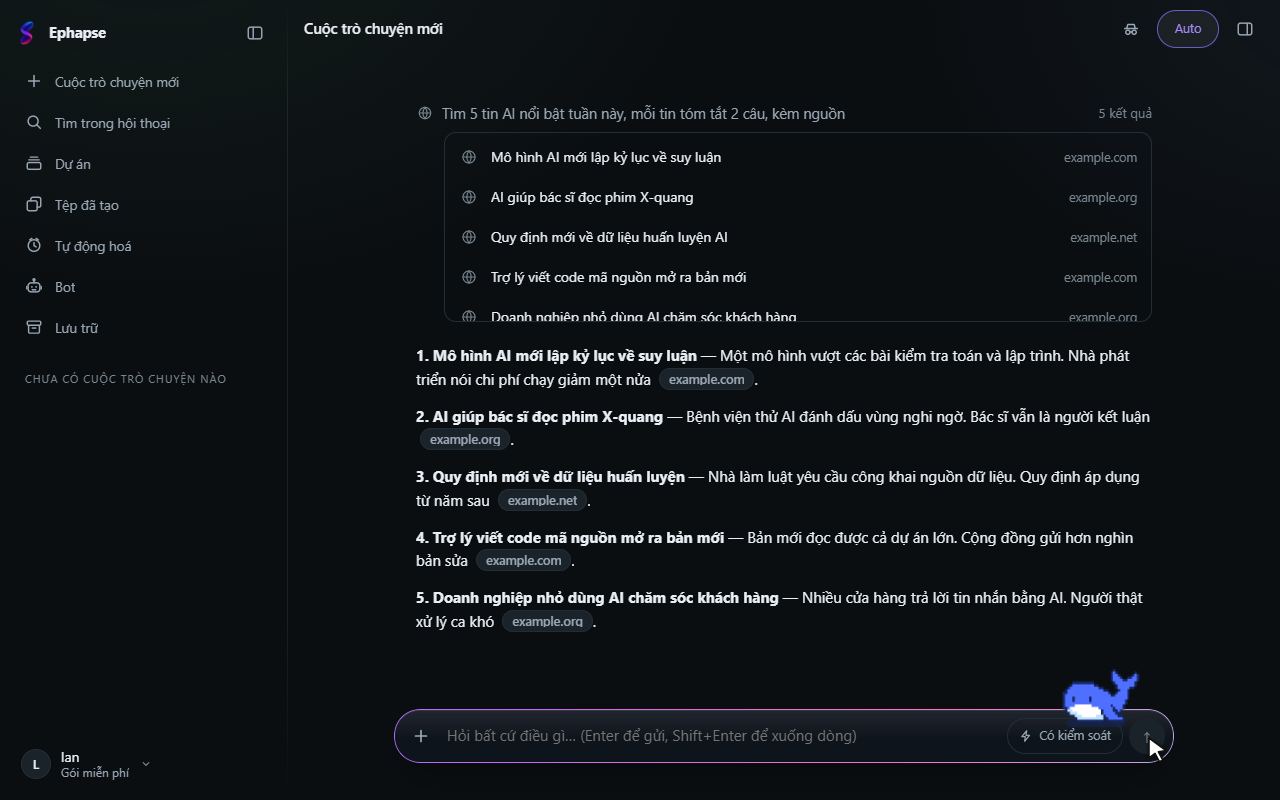 Ephapse
Cuộc trò chuyện mới
Tìm trong hội thoại
Dự án
Tệp đã tạo
Tự động hoá
Bot
Lưu trữ
CHƯA CÓ CUỘC TRÒ CHUYỆN NÀO
L
lan
Gói miễn phí
Cuộc trò chuyện mới
Auto
Tìm 5 tin AI nổi bật tuần này, mỗi tin tóm tắt 2 câu, kèm nguồn
5 kết quả
Mô hình AI mới lập kỷ lục về suy luận example.com
AI giúp bác sĩ đọc phim X-quang example.org
Quy định mới về dữ liệu huấn luyện AI example.net
Trợ lý viết code mã nguồn mở ra bản mới example.com
Doanh nghiệp nhỏ dùng AI chăm sóc khách hàng example.org
1. Mô hình AI mới lập kỷ lục về suy luận — Một mô hình vượt các bài kiểm tra toán và lập trình. Nhà phát
triển nói chi phí chạy giảm một nửa example.com.
2. AI giúp bác sĩ đọc phim X-quang — Bệnh viện thử AI đánh dấu vùng nghi ngờ. Bác sĩ vẫn là người kết luận
example.org.
3. Quy định mới về dữ liệu huấn luyện — Nhà làm luật yêu cầu công khai nguồn dữ liệu. Quy định áp dụng
từ năm sau example.net.
4. Trợ lý viết code mã nguồn mở ra bản mới — Bản mới đọc được cả dự án lớn. Cộng đồng gửi hơn nghìn
bản sửa example.com.
5. Doanh nghiệp nhỏ dùng AI chăm sóc khách hàng — Nhiều cửa hàng trả lời tin nhắn bằng AI. Người thật
xử lý ca khó example.org.
Hỏi bất cứ điều gì... (Enter để gửi, Shift+Enter để xuống dòng)
Có kiểm soát